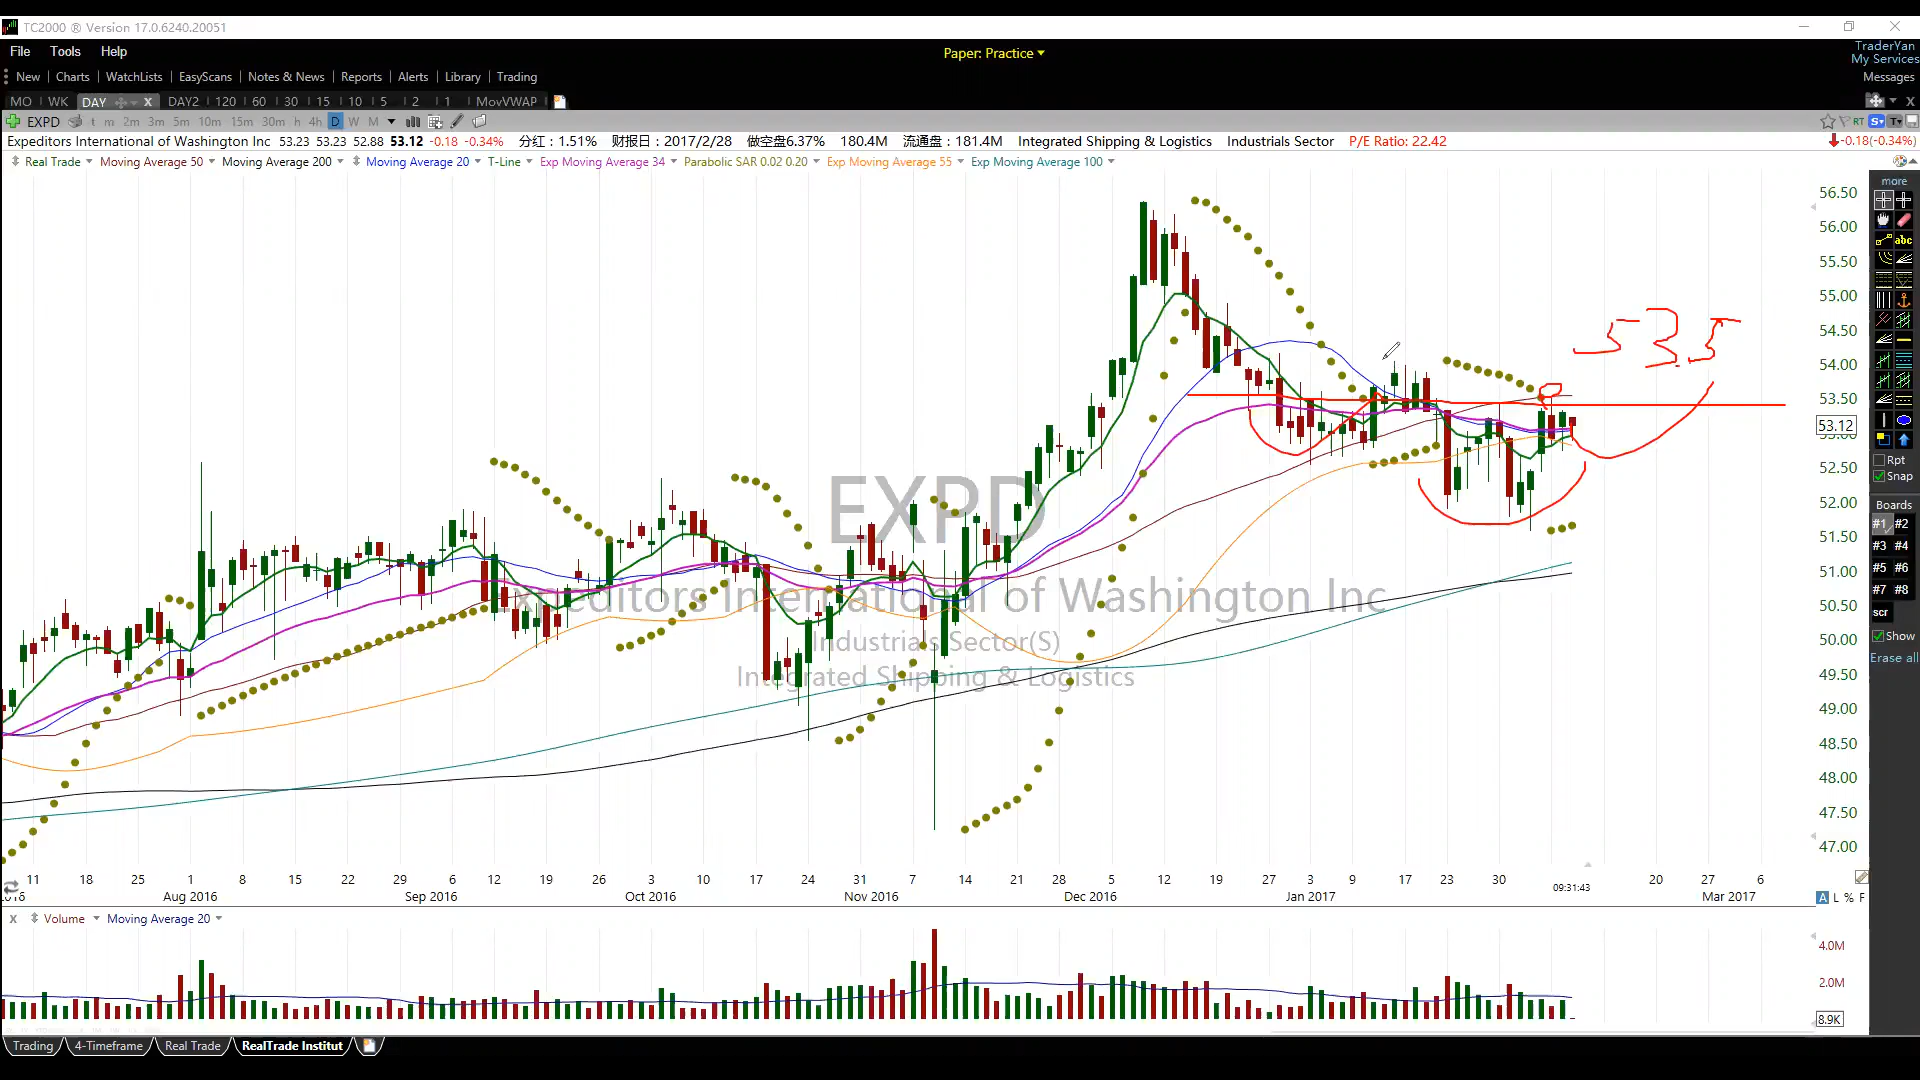 TC2000 ® Version 17.0.6240.20051
File Tools Help
Paper: Practice
TraderYan
My Services
New Charts WatchLists EasyScans Notes & News Reports Alerts Library Trading
Messages
MO WK DAY X DAY2 120 60 30 15 10 5 2 1 MovVWAP
X
EXPD t m 2m 3m 5m 10m 15m 30m h 4h D W M
RT S T
Expeditors International of Washington Inc 53.23 53.23 52.88 53.12 -0.18 -0.34% 分红：1.51% 财报日：2017/2/28 做空盘6.37% 180.4M 流通盘：181.4M Integrated Shipping & Logistics Industrials Sector P/E Ratio: 22.42
-0.18(-0.34%)
Real Trade Moving Average 50 Moving Average 200 Moving Average 20 T-Line Exp Moving Average 34 Parabolic SAR 0.02 0.20 Exp Moving Average 55 Exp Moving Average 100
more
abc
56.50
56.00
55.50
55.00
54.50
54.00
53.50
53.12
53.00
52.50
52.00
51.50
51.00
50.50
50.00
49.50
49.00
48.50
48.00
47.50
47.00
53.5
EXPD
Expeditors International of Washington Inc
Industrials Sector(S)
Integrated Shipping & Logistics
Rpt
Snap
Boards
#1 #2
#3 #4
#5 #6
#7 #8
scr
Show
Erase all
11 18 25 1 8 15 22 29 6 12 19 26 3 10 17 24 31 7 14 21 28 5 12 19 27 3 9 17 23 30 09:31:43 20 27 6
2016 Aug 2016 Sep 2016 Oct 2016 Nov 2016 Dec 2016 Jan 2017 Mar 2017
A L % F
X Volume Moving Average 20
4.0M
2.0M
8.9K
Trading 4-Timeframe Real Trade RealTrade Institut